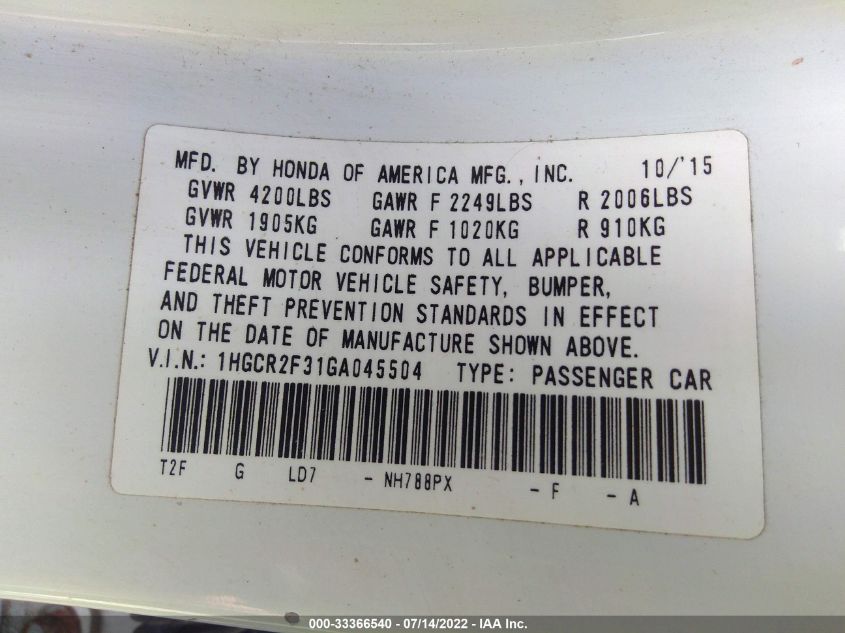 MFD. BY HONDA OF AMERICA MFG., INC. 10/'15
GVWR 4200LBS GAWR F 2249LBS R 2006LBS
GVWR 1905KG GAWR F 1020KG R 910KG
THIS VEHICLE CONFORMS TO ALL APPLICABLE
FEDERAL MOTOR VEHICLE SAFETY, BUMPER,
AND THEFT PREVENTION STANDARDS IN EFFECT
ON THE DATE OF MANUFACTURE SHOWN ABOVE.
V.I.N.: 1HGCR2F31GA045504 TYPE: PASSENGER CAR
T2F G LD7 - NH788PX - F - A
000-33366540 - 07/14/2022 - IAA Inc.